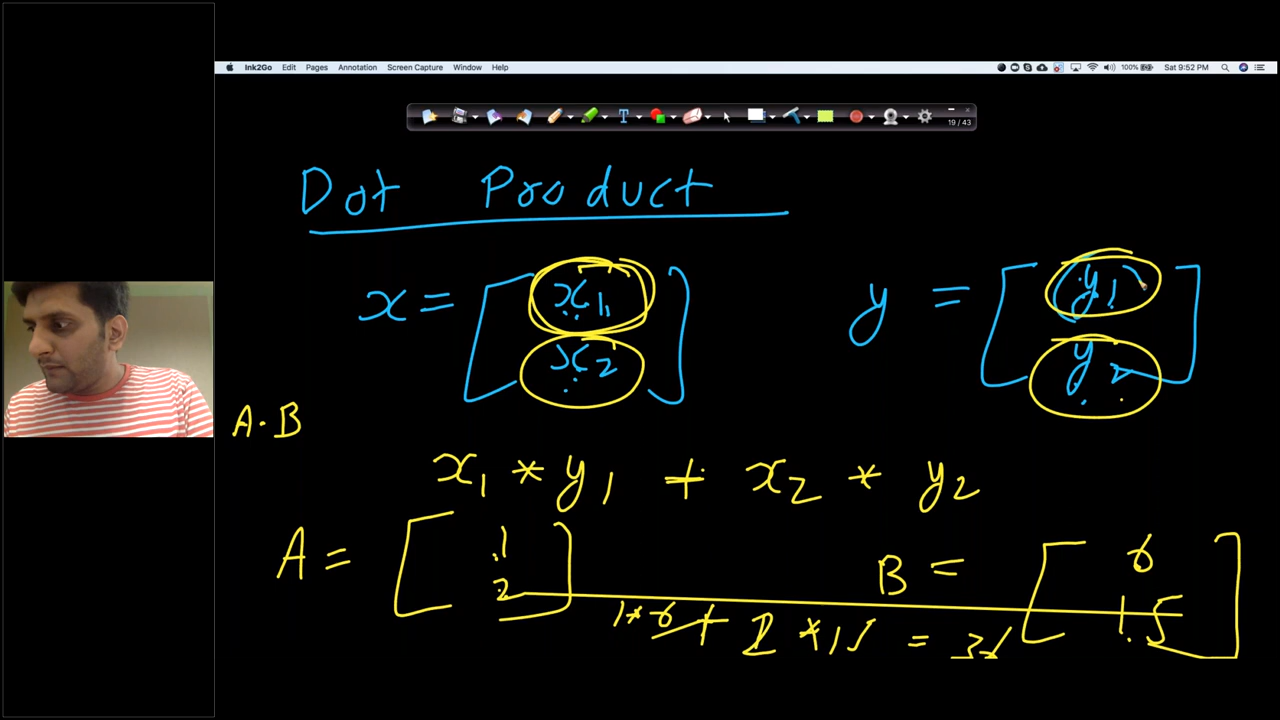 Ink2Go Edit Pages Annotation Screen Capture Window Help 100% Sat 9:52 PM
19 / 43
Dot Product
x = [ x1 x2 ] y = [ y1 y2 ]
A·B
x1 * y1 + x2 * y2
A = [ 1 2 ] B = [ 6 15 ]
1*6 + 2 * 15 = 36